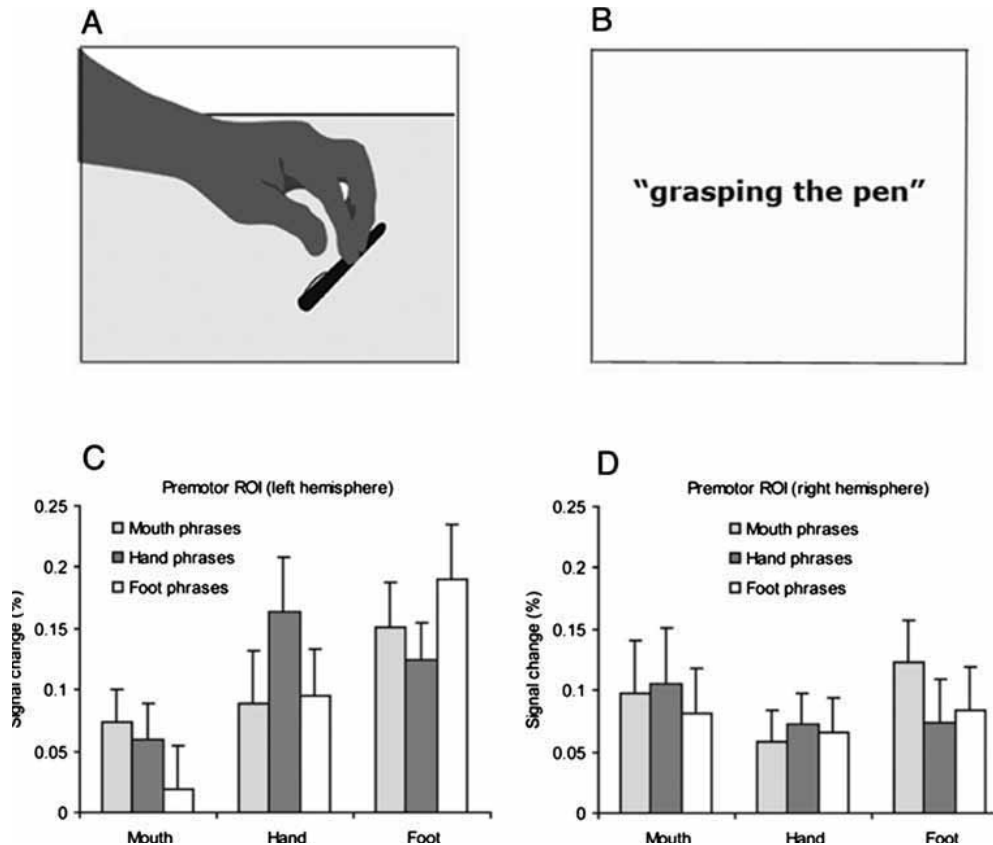 A
B
“grasping the pen”
C
Premotor ROI (left hemisphere)
0.25
0.2
0.15
0.1
0.05
0
Signal change (%)
Mouth phrases
Hand phrases
Foot phrases
Mouth
Hand
Foot
D
Premotor ROI (right hemisphere)
0.25
0.2
0.15
0.1
0.05
0
Signal change (%)
Mouth phrases
Hand phrases
Foot phrases
Mouth
Hand
Foot